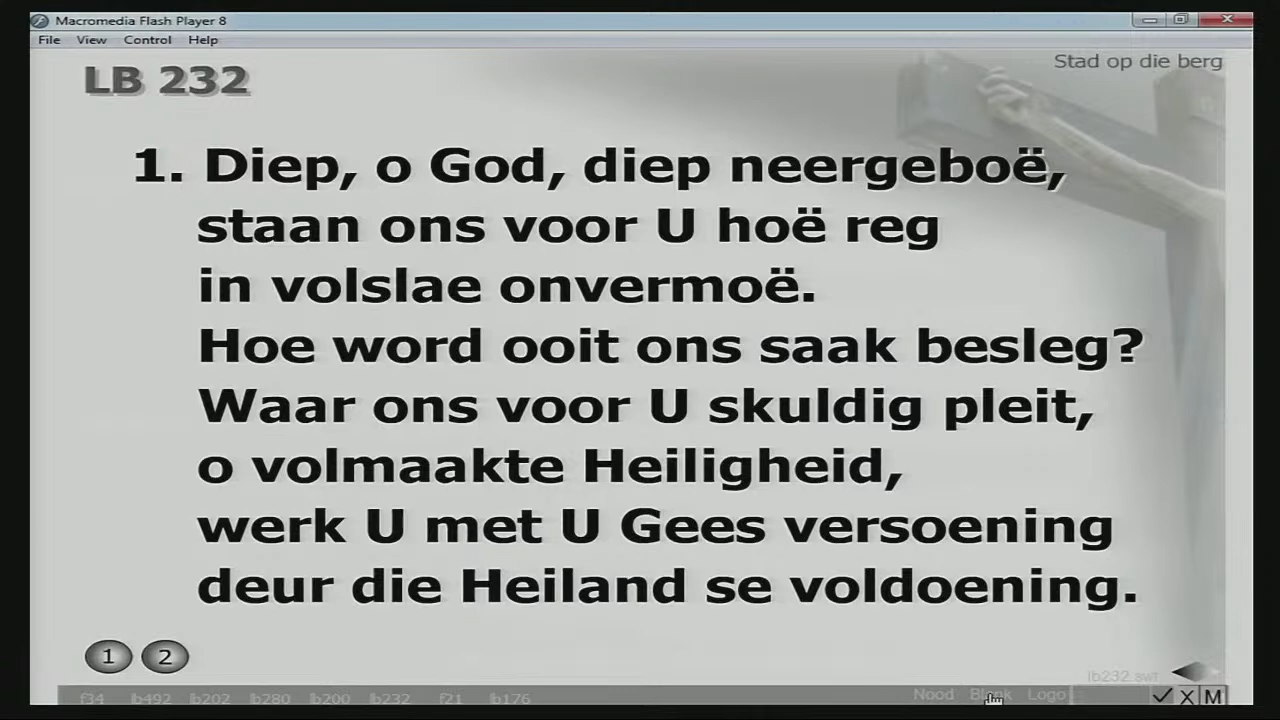 Macromedia Flash Player 8
File View Control Help
LB 232
Stad op die berg
1. Diep, o God, diep neergeboë,
staan ons voor U hoë reg
in volslae onvermoë.
Hoe word ooit ons saak besleg?
Waar ons voor U skuldig pleit,
o volmaakte Heiligheid,
werk U met U Gees versoening
deur die Heiland se voldoening.
1 2
lb232.swf
f34 lb492 lb202 lb280 lb200 lb232 f21 lb176 Nood Blank Logo X M